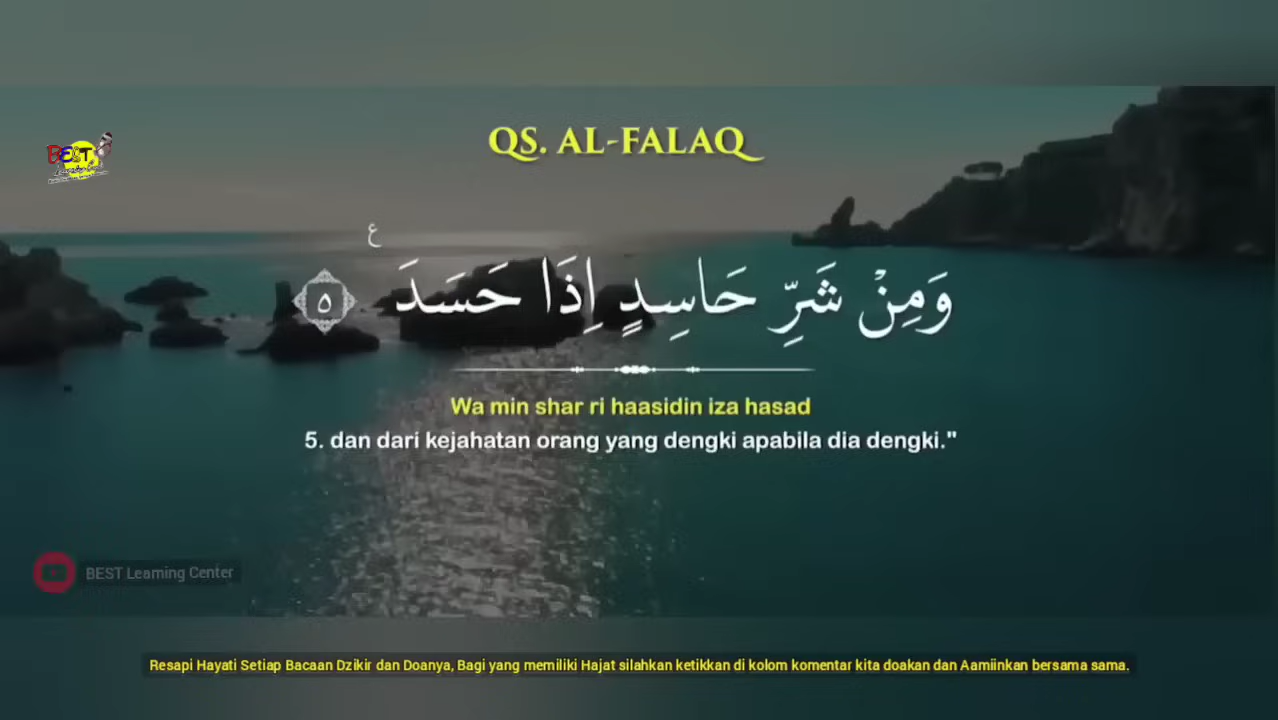 BEST
QS. AL-FALAQ
ع
وَمِنْ شَرِّ حَاسِدٍ اِذَا حَسَدَ ٥
Wa min shar ri haasidin iza hasad
5. dan dari kejahatan orang yang dengki apabila dia dengki."
BEST Learning Center
Resapi Hayati Setiap Bacaan Dzikir dan Doanya, Bagi yang memiliki Hajat silahkan ketikkan di kolom komentar kita doakan dan Aamiinkan bersama sama.